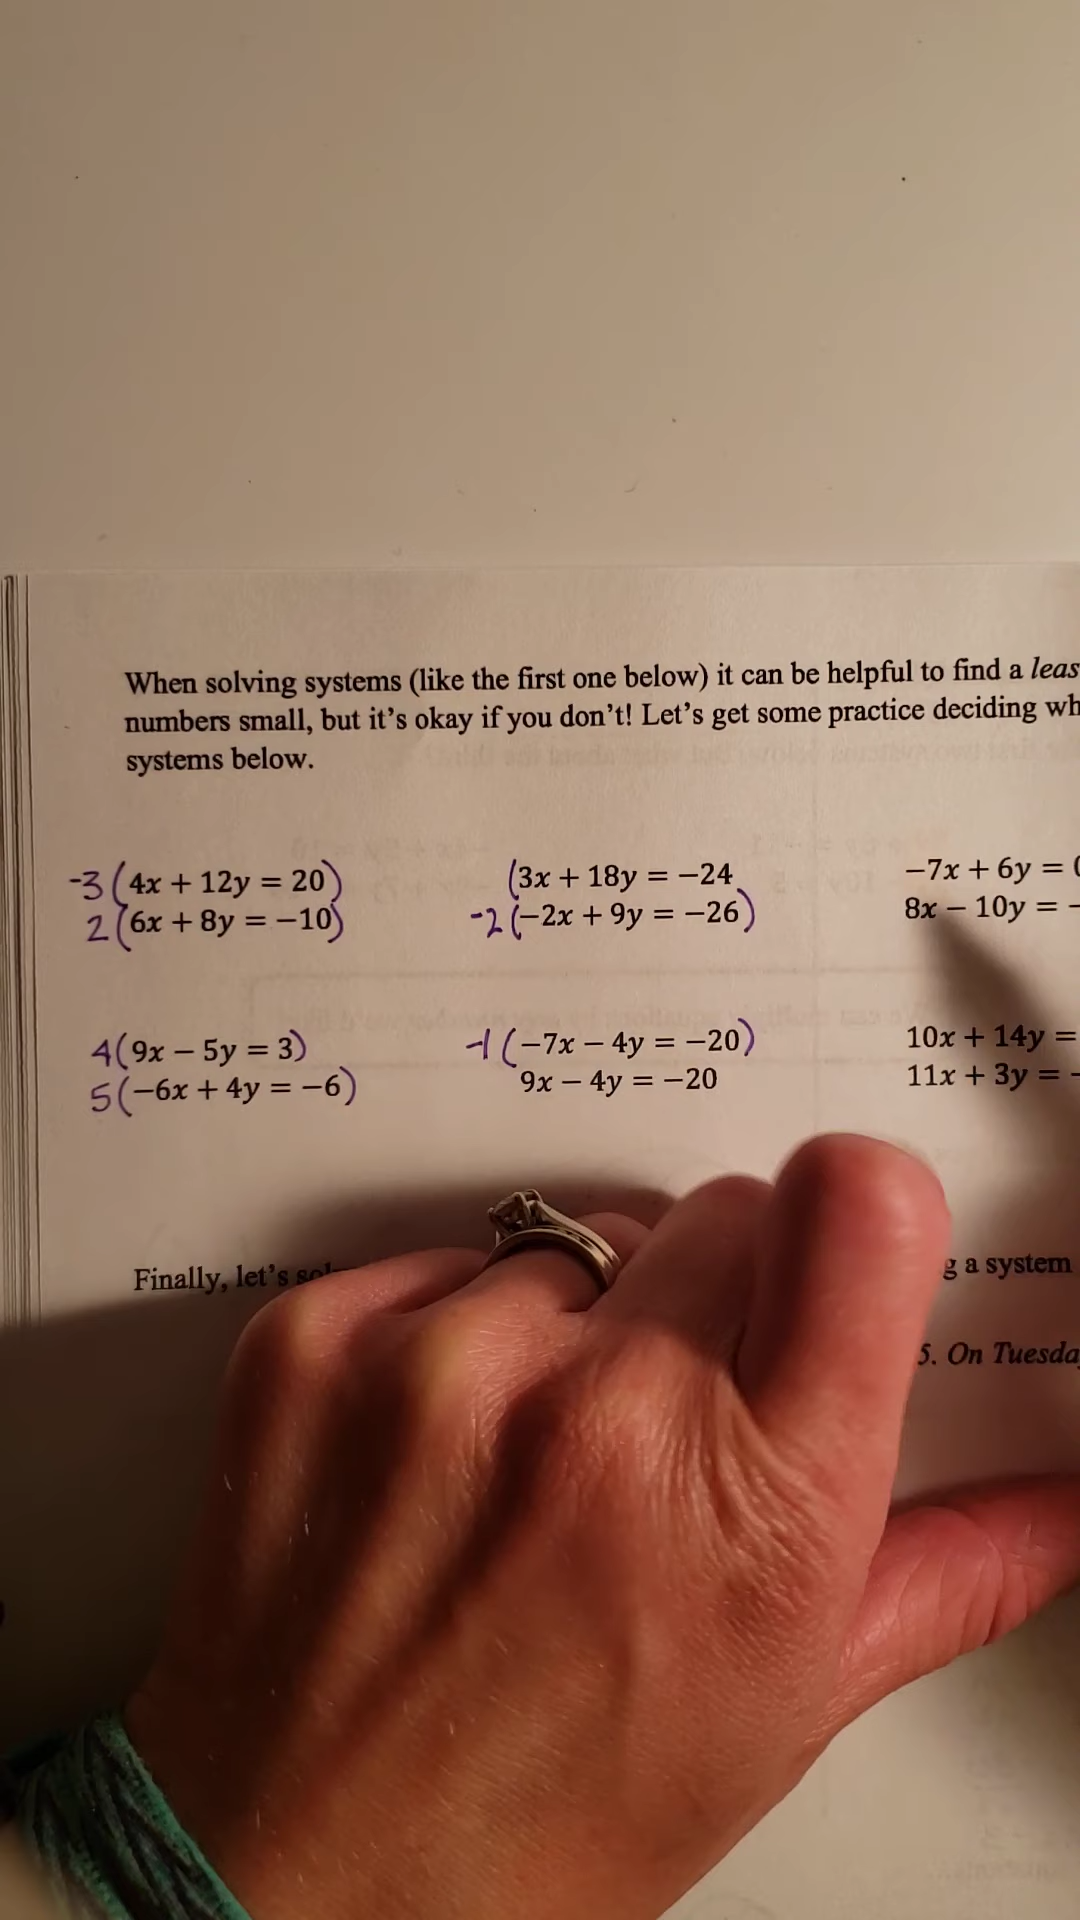 When solving systems (like the first one below) it can be helpful to find a leas
numbers small, but it's okay if you don't! Let's get some practice deciding wh
systems below.
-3(4x + 12y = 20)
2(6x + 8y = −10)
(3x + 18y = −24
-2(−2x + 9y = −26)
−7x + 6y =
8x − 10y = −
4(9x − 5y = 3)
5(−6x + 4y = −6)
-1(−7x − 4y = −20)
9x − 4y = −20
10x + 14y =
11x + 3y = −
Finally, let's
g a system
5. On Tuesda